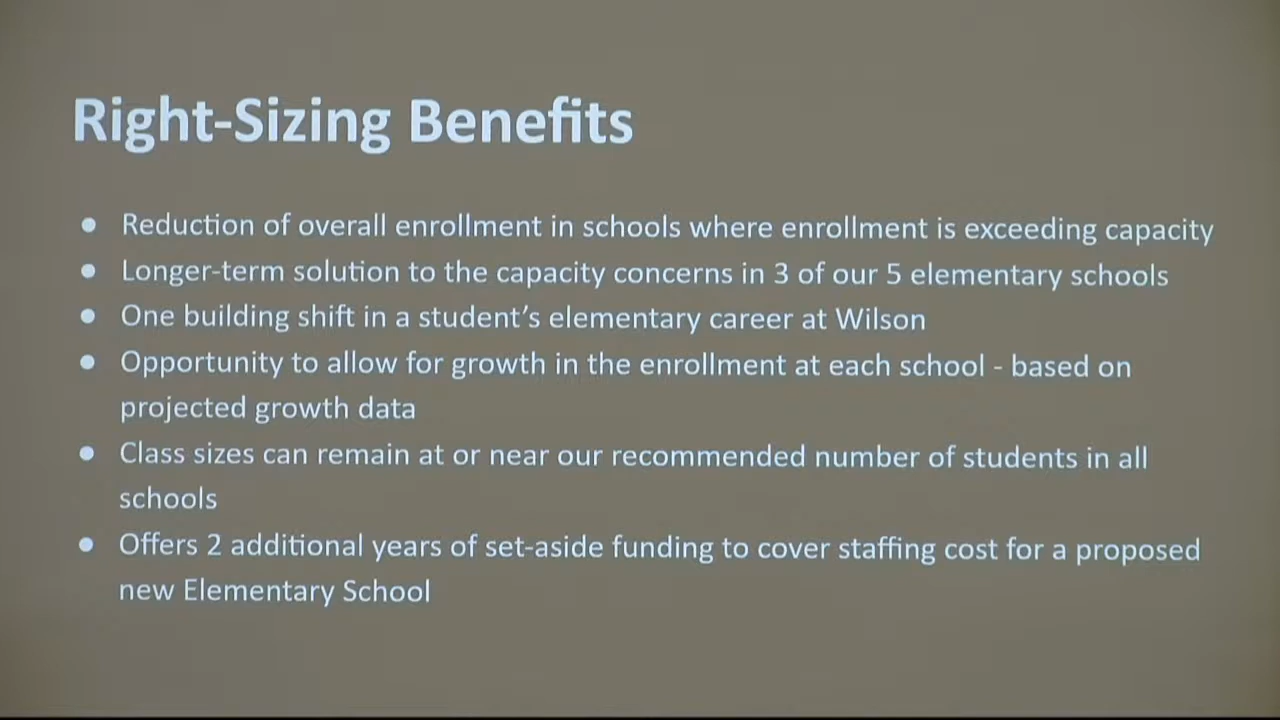 Right-Sizing Benefits
● Reduction of overall enrollment in schools where enrollment is exceeding capacity
● Longer-term solution to the capacity concerns in 3 of our 5 elementary schools
● One building shift in a student’s elementary career at Wilson
● Opportunity to allow for growth in the enrollment at each school - based on
projected growth data
● Class sizes can remain at or near our recommended number of students in all
schools
● Offers 2 additional years of set-aside funding to cover staffing cost for a proposed
new Elementary School